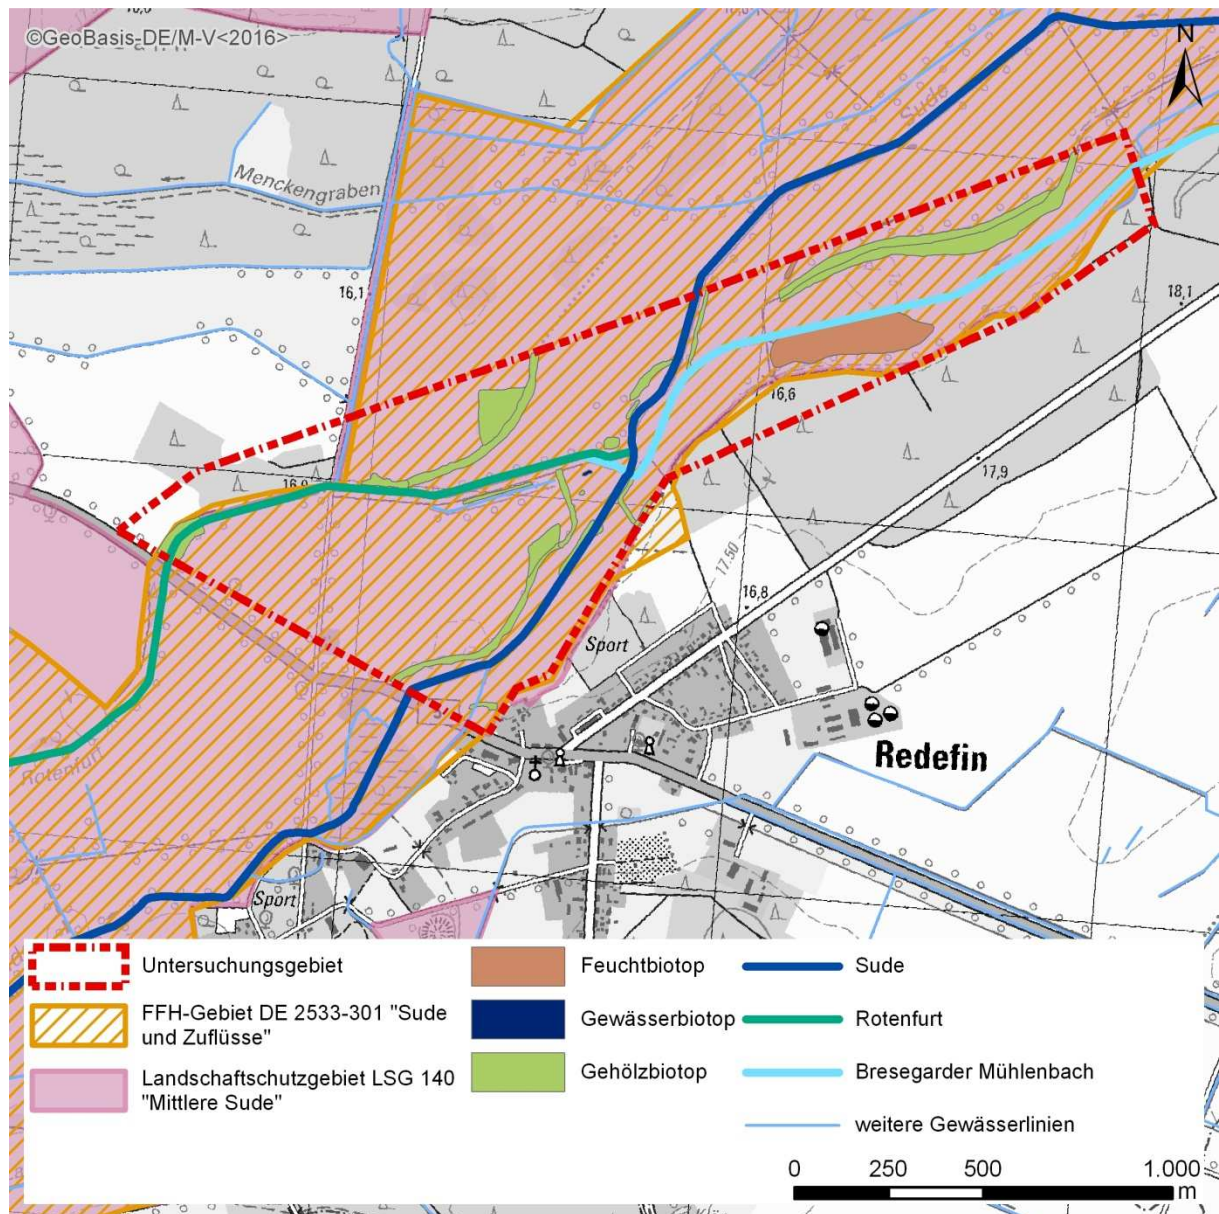 ©GeoBasis-DE/M-V<2016>
N
Sude
Menckengraben
16,1
18,1
16,6
17,9
17.50
16,8
Sport
Redefin
Rotenfurt
Sport
Untersuchungsgebiet
FFH-Gebiet DE 2533-301 "Sude
und Zuflüsse"
Landschaftschutzgebiet LSG 140
"Mittlere Sude"
Feuchtbiotop
Gewässerbiotop
Gehölzbiotop
Sude
Rotenfurt
Bresegarder Mühlenbach
weitere Gewässerlinien
0 250 500 1.000
m